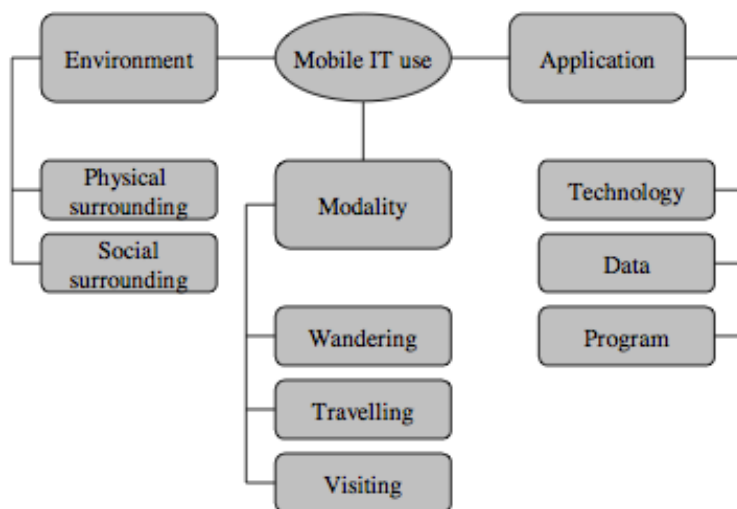 Environment
Mobile IT use
Application
Physical
surrounding
Social
surrounding
Modality
Wandering
Travelling
Visiting
Technology
Data
Program